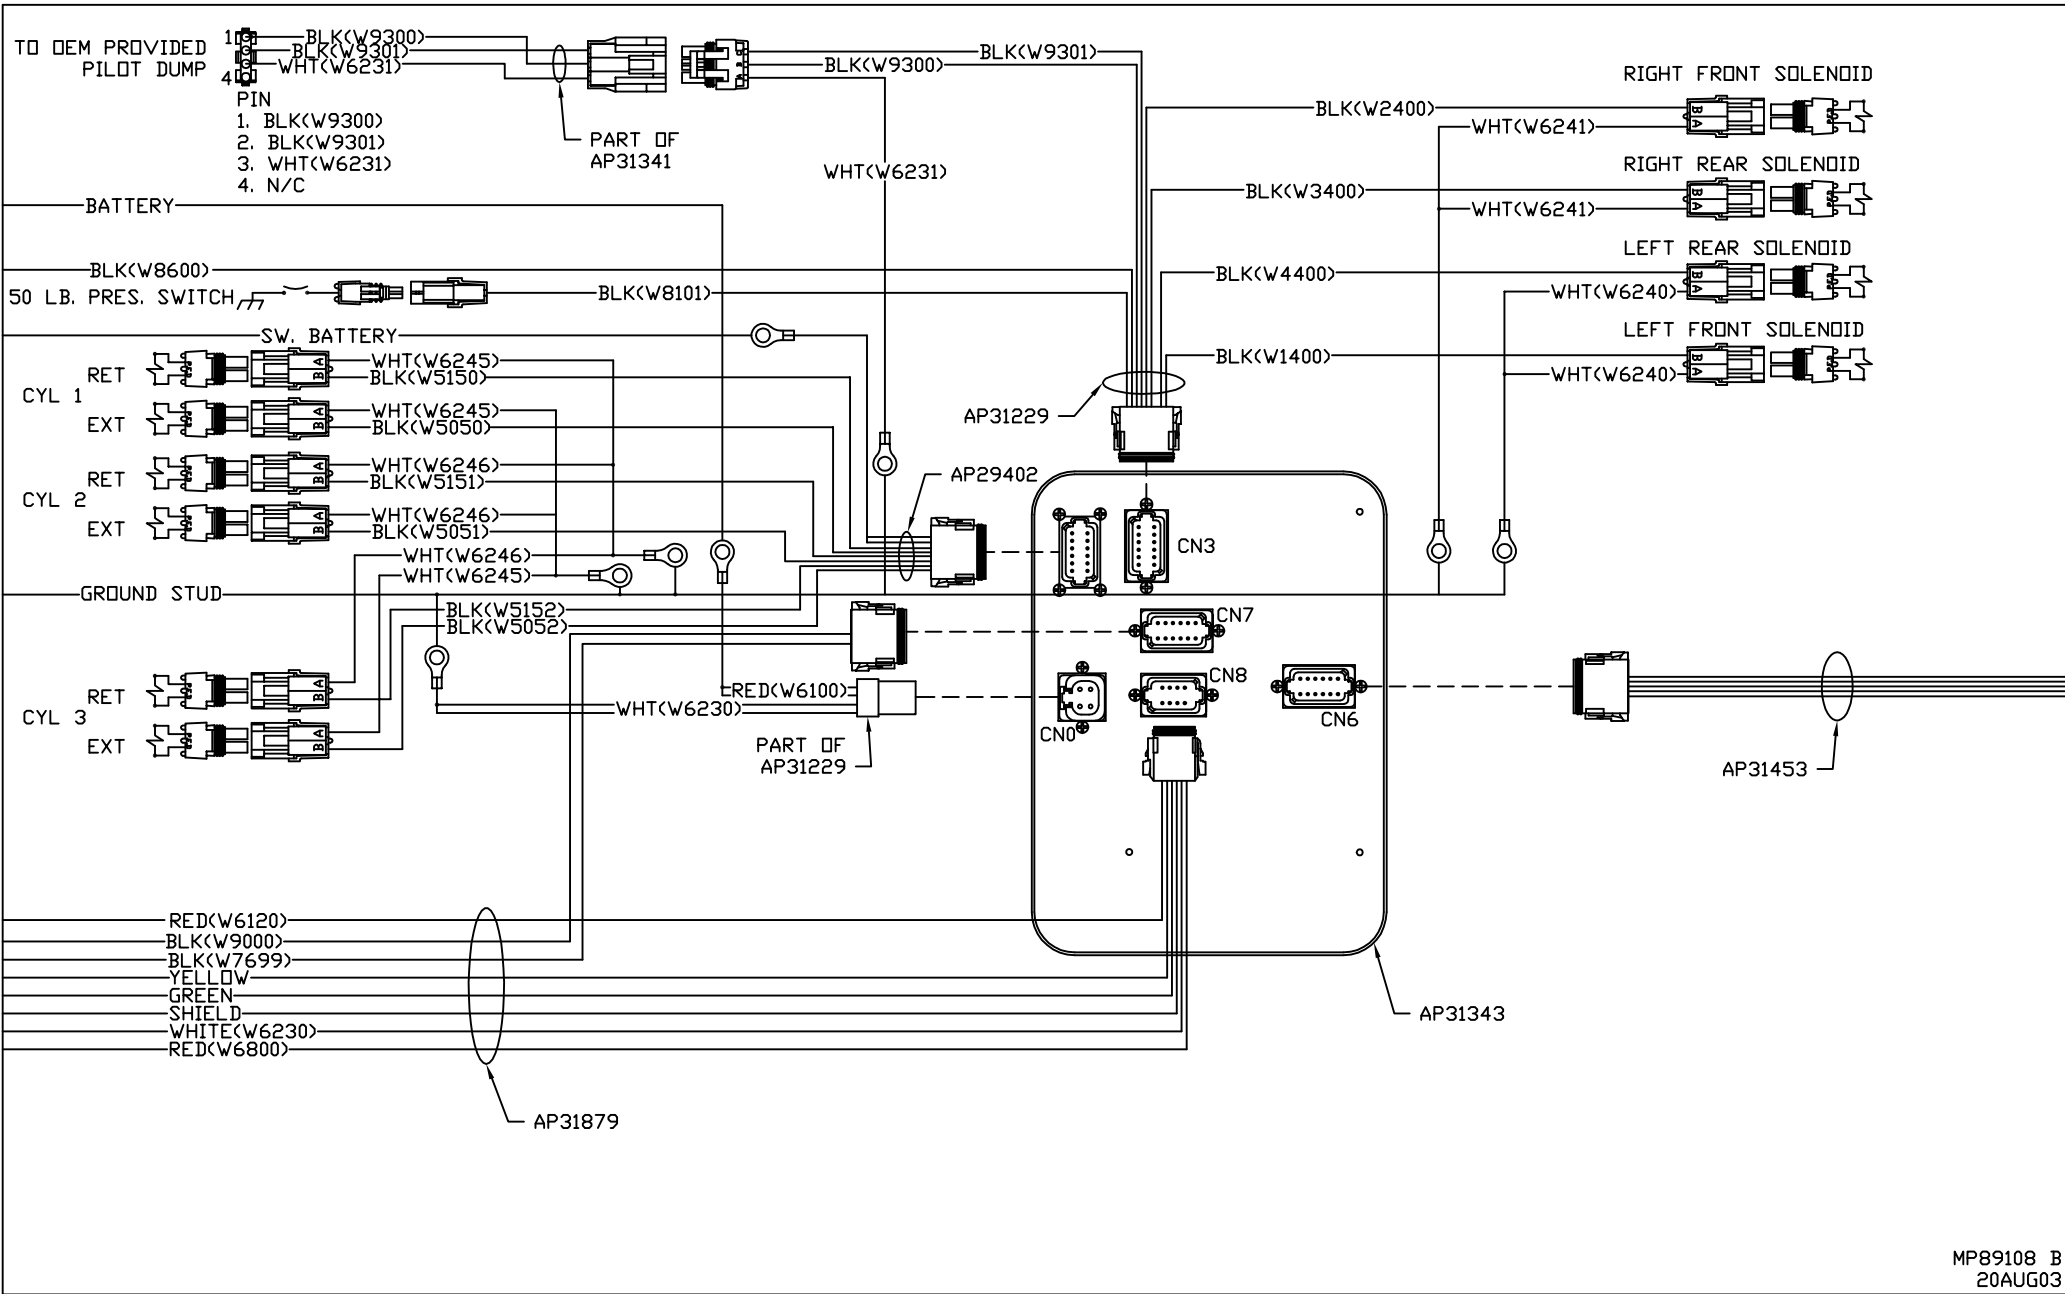 TO OEM PROVIDED
PILOT DUMP
1
4
BLK(W9300)
BLK(W9301)
WHT(W6231)
PIN
1. BLK(W9300)
2. BLK(W9301)
3. WHT(W6231)
4. N/C
PART OF
AP31341
BLK(W9301)
BLK(W9300)
WHT(W6231)
BLK(W2400)
WHT(W6241)
RIGHT FRONT SOLENOID
B
A
BLK(W3400)
WHT(W6241)
RIGHT REAR SOLENOID
B
A
BLK(W4400)
WHT(W6240)
LEFT REAR SOLENOID
B
A
BLK(W1400)
WHT(W6240)
LEFT FRONT SOLENOID
B
A
BATTERY
BLK(W8600)
50 LB. PRES. SWITCH
BLK(W8101)
SW. BATTERY
AP31229
CYL 1
RET
A
B
WHT(W6245)
BLK(W5150)
EXT
A
B
WHT(W6245)
BLK(W5050)
CYL 2
RET
A
B
WHT(W6246)
BLK(W5151)
EXT
A
B
WHT(W6246)
BLK(W5051)
WHT(W6246)
WHT(W6245)
AP29402
CN3
GROUND STUD
BLK(W5152)
BLK(W5052)
CN7
CYL 3
RET
A
B
EXT
A
B
RED(W6100)
WHT(W6230)
PART OF
AP31229
CN0
CN8
CN6
AP31453
RED(W6120)
BLK(W9000)
BLK(W7699)
YELLOW
GREEN
SHIELD
WHITE(W6230)
RED(W6800)
AP31879
AP31343
MP89108 B
20AUG03